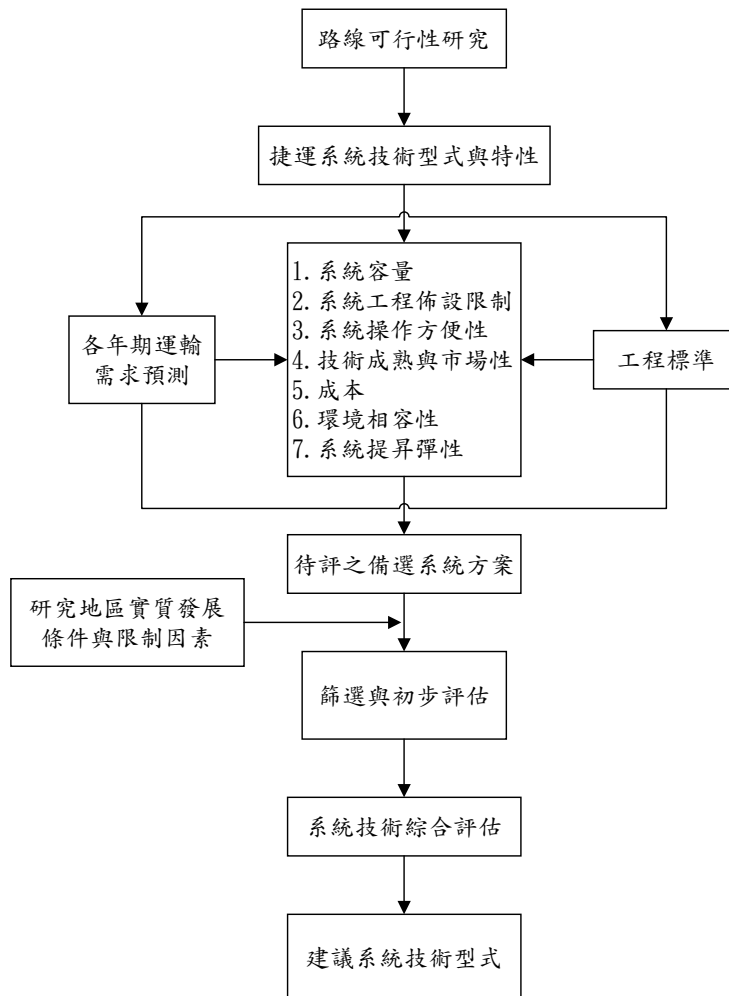 路線可行性研究
捷運系統技術型式與特性
1. 系統容量
2. 系統工程佈設限制
3. 系統操作方便性
4. 技術成熟與市場性
5. 成本
6. 環境相容性
7. 系統提昇彈性
各年期運輸
需求預測
工程標準
待評之備選系統方案
研究地區實質發展
條件與限制因素
篩選與初步評估
系統技術綜合評估
建議系統技術型式